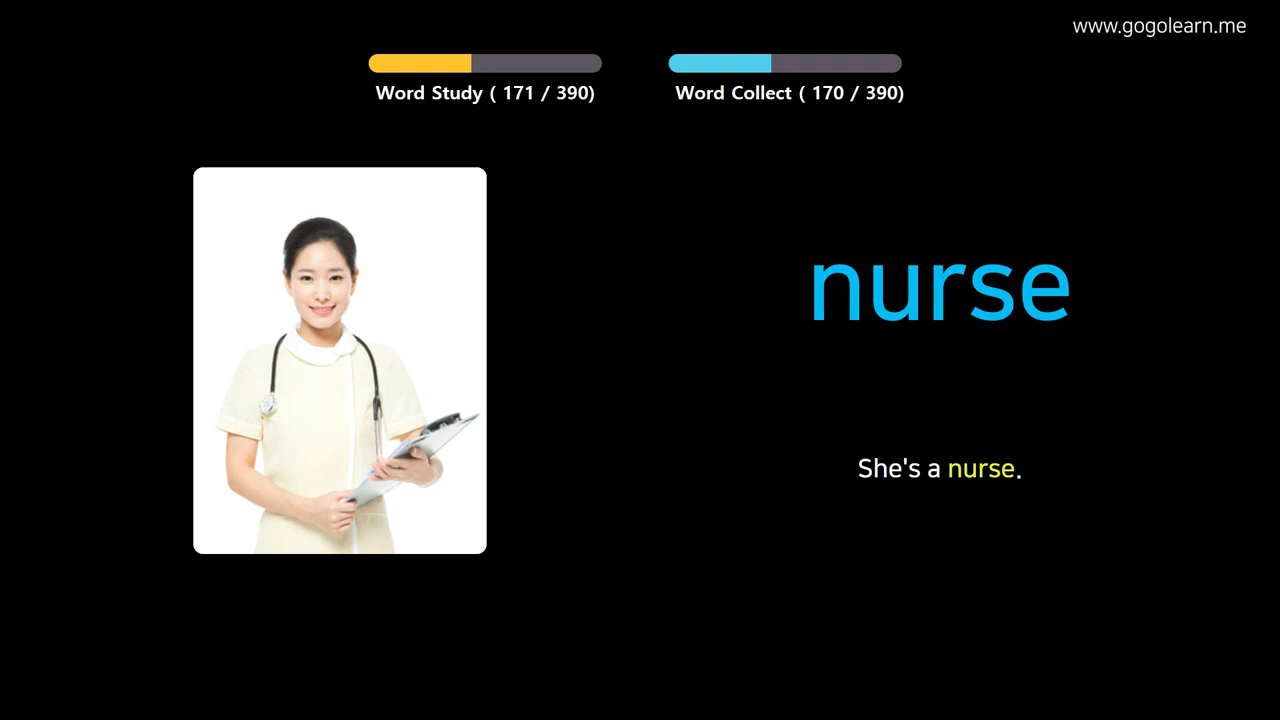 www.gogolearn.me
Word Study ( 171 / 390)
Word Collect ( 170 / 390)
nurse
She's a nurse.